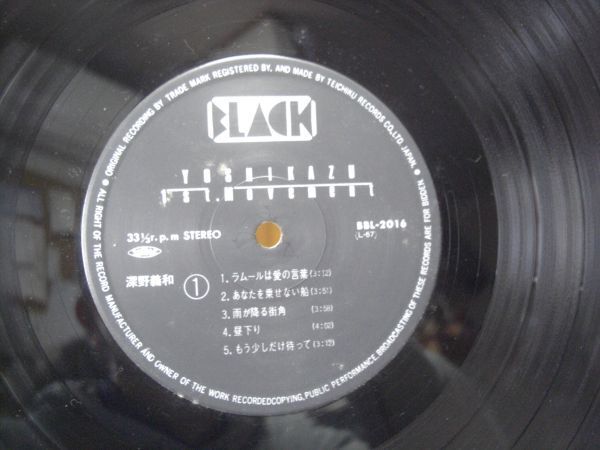 ORIGINAL RECORDING BY, TRADE MARK REGISTERED BY, AND MADE BY TEICHIKU RECORDS CO., LTD. JAPAN.
BLACK
YOSHIKAZU
1st. MOVEMENT
33⅓r.p.m STEREO
BBL-2016
(L-67)
深野義和
1
1. ラムールは愛の言葉 (3:12)
2. あなたを乗せない船 (3:51)
3. 雨が降る街角 (3:58)
4. 昼下り (4:02)
5. もう少しだけ待って (3:12)
ALL RIGHT OF THE RECORD MANUFACTURER AND OWNER OF THE WORK RECORDEDCOPYING, PUBLIC PERFORMANCE, BROADCASTING OF THESE RECORDS ARE FOR BIDDEN.